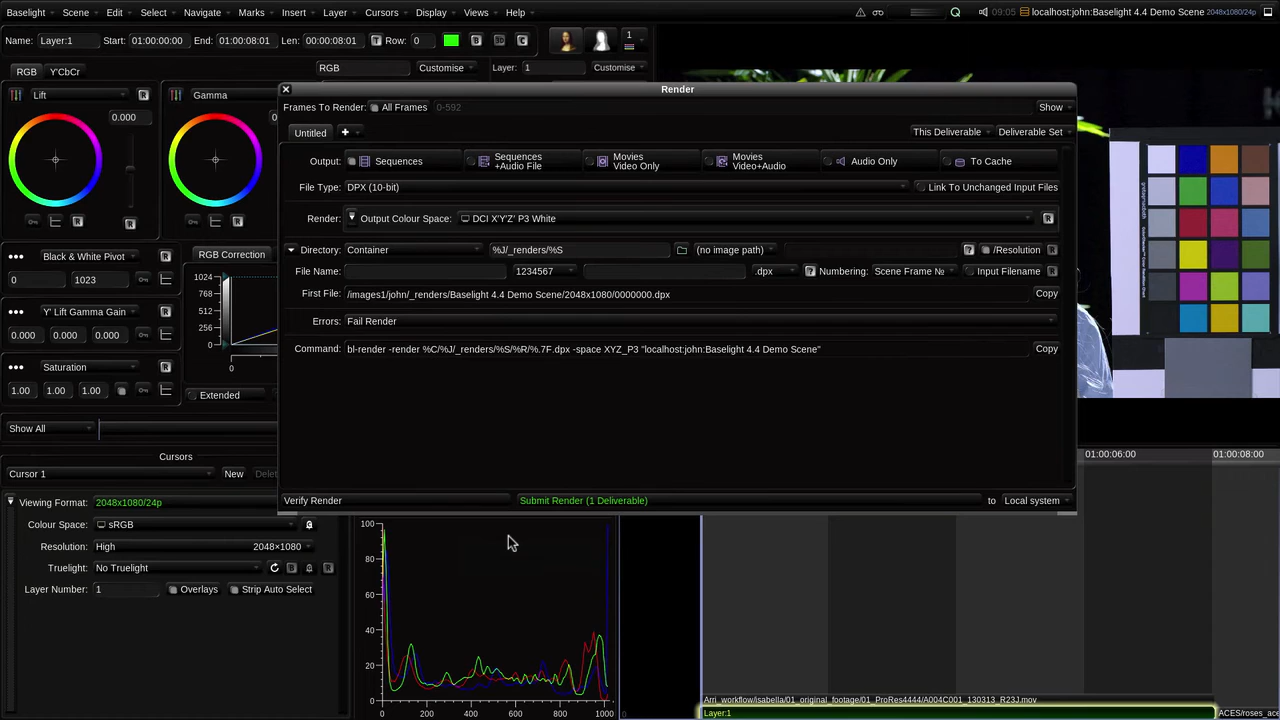 Baselight Scene Edit Select Navigate Marks Insert Layer Cursors Display Views Help 09:05 localhost:john:Baselight 4.4 Demo Scene 2048x1080/24p
Name: Layer:1 Start: 01:00:00:00 End: 01:00:08:01 Len: 00:00:08:01 Row: 0 1
RGB Y'CbCr RGB Customise Layer: 1 Customise
Lift 0.000 Gamma
Render
Frames To Render: All Frames 0-592 Show
Untitled + This Deliverable Deliverable Set
Output: Sequences Sequences +Audio File Movies Video Only Movies Video+Audio Audio Only To Cache
File Type: DPX (10-bit) Link To Unchanged Input Files
Render: Output Colour Space: DCI X'Y'Z' P3 White
Directory: Container %J/_renders/%S (no image path) /Resolution
File Name: 1234567 .dpx Numbering: Scene Frame № Input Filename
First File: /images1/john/_renders/Baselight 4.4 Demo Scene/2048x1080/0000000.dpx Copy
Errors: Fail Render
Command: bl-render -render %C/%J/_renders/%S/%R/%.7F.dpx -space XYZ_P3 "localhost:john:Baselight 4.4 Demo Scene" Copy
Verify Render Submit Render (1 Deliverable) to Local system
Black & White Pivot
0 1023
Y' Lift Gamma Gain
0.000 0.000 0.000
Saturation
1.00 1.00 1.00
RGB Correction
1024
768
512
256
0
0
Extended
Show All
Cursors
Cursor 1 New Delet
Viewing Format: 2048x1080/24p
Colour Space: sRGB
Resolution: High 2048×1080
Truelight: No Truelight
Layer Number: 1 Overlays Strip Auto Select
100
80
60
40
20
0
0 200 400 600 800 1000
01:00:06:00 01:00:08:00
Arri_workflow/isabella/01_original_footage/01_ProRes4444/A004C001_130313_R23J.mov
Layer:1 ACES/roses_ace